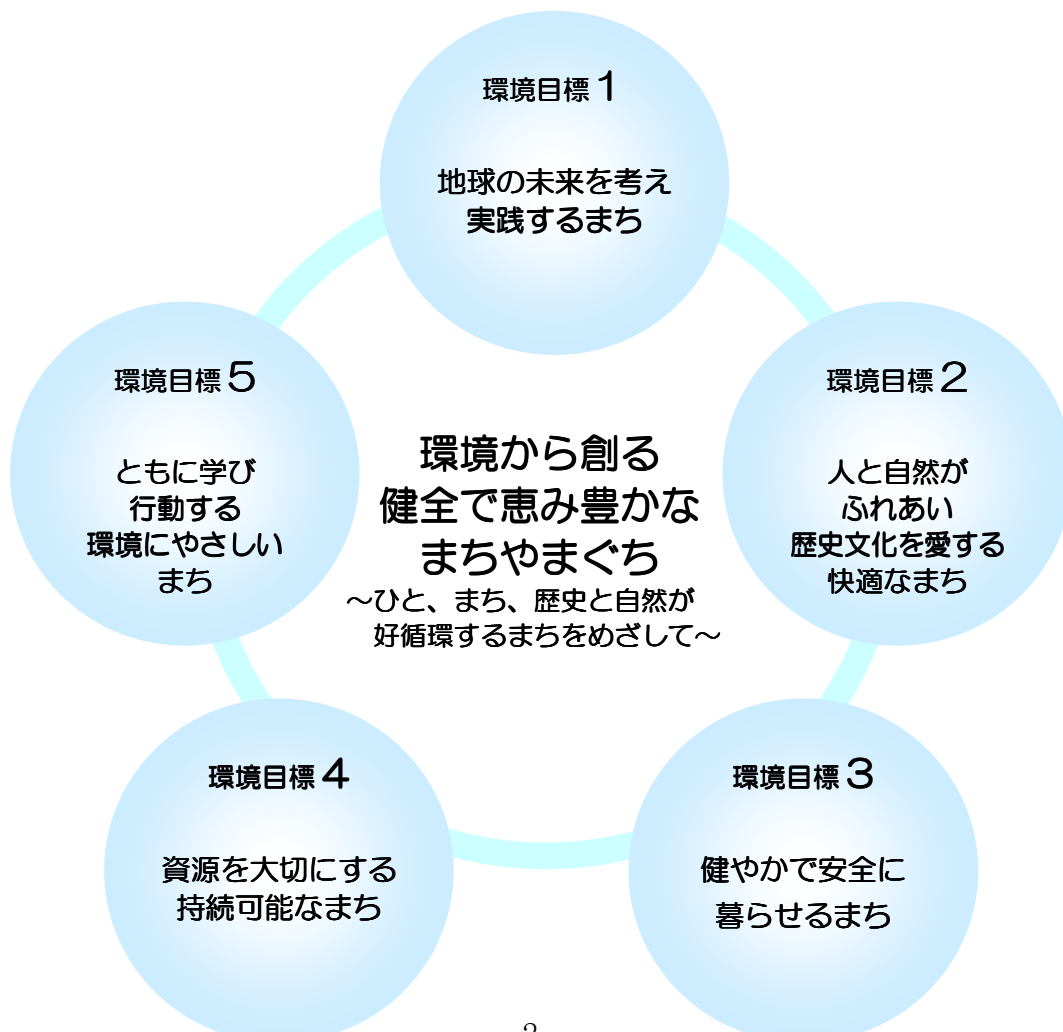 環境目標1
地球の未来を考え
実践するまち
環境目標2
人と自然が
ふれあい
歴史文化を愛する
快適なまち
環境目標3
健やかで安全に
暮らせるまち
環境目標4
資源を大切にする
持続可能なまち
環境目標5
ともに学び
行動する
環境にやさしい
まち
環境から創る
健全で恵み豊かな
まちやまぐち
～ひと、まち、歴史と自然が
好循環するまちをめざして～